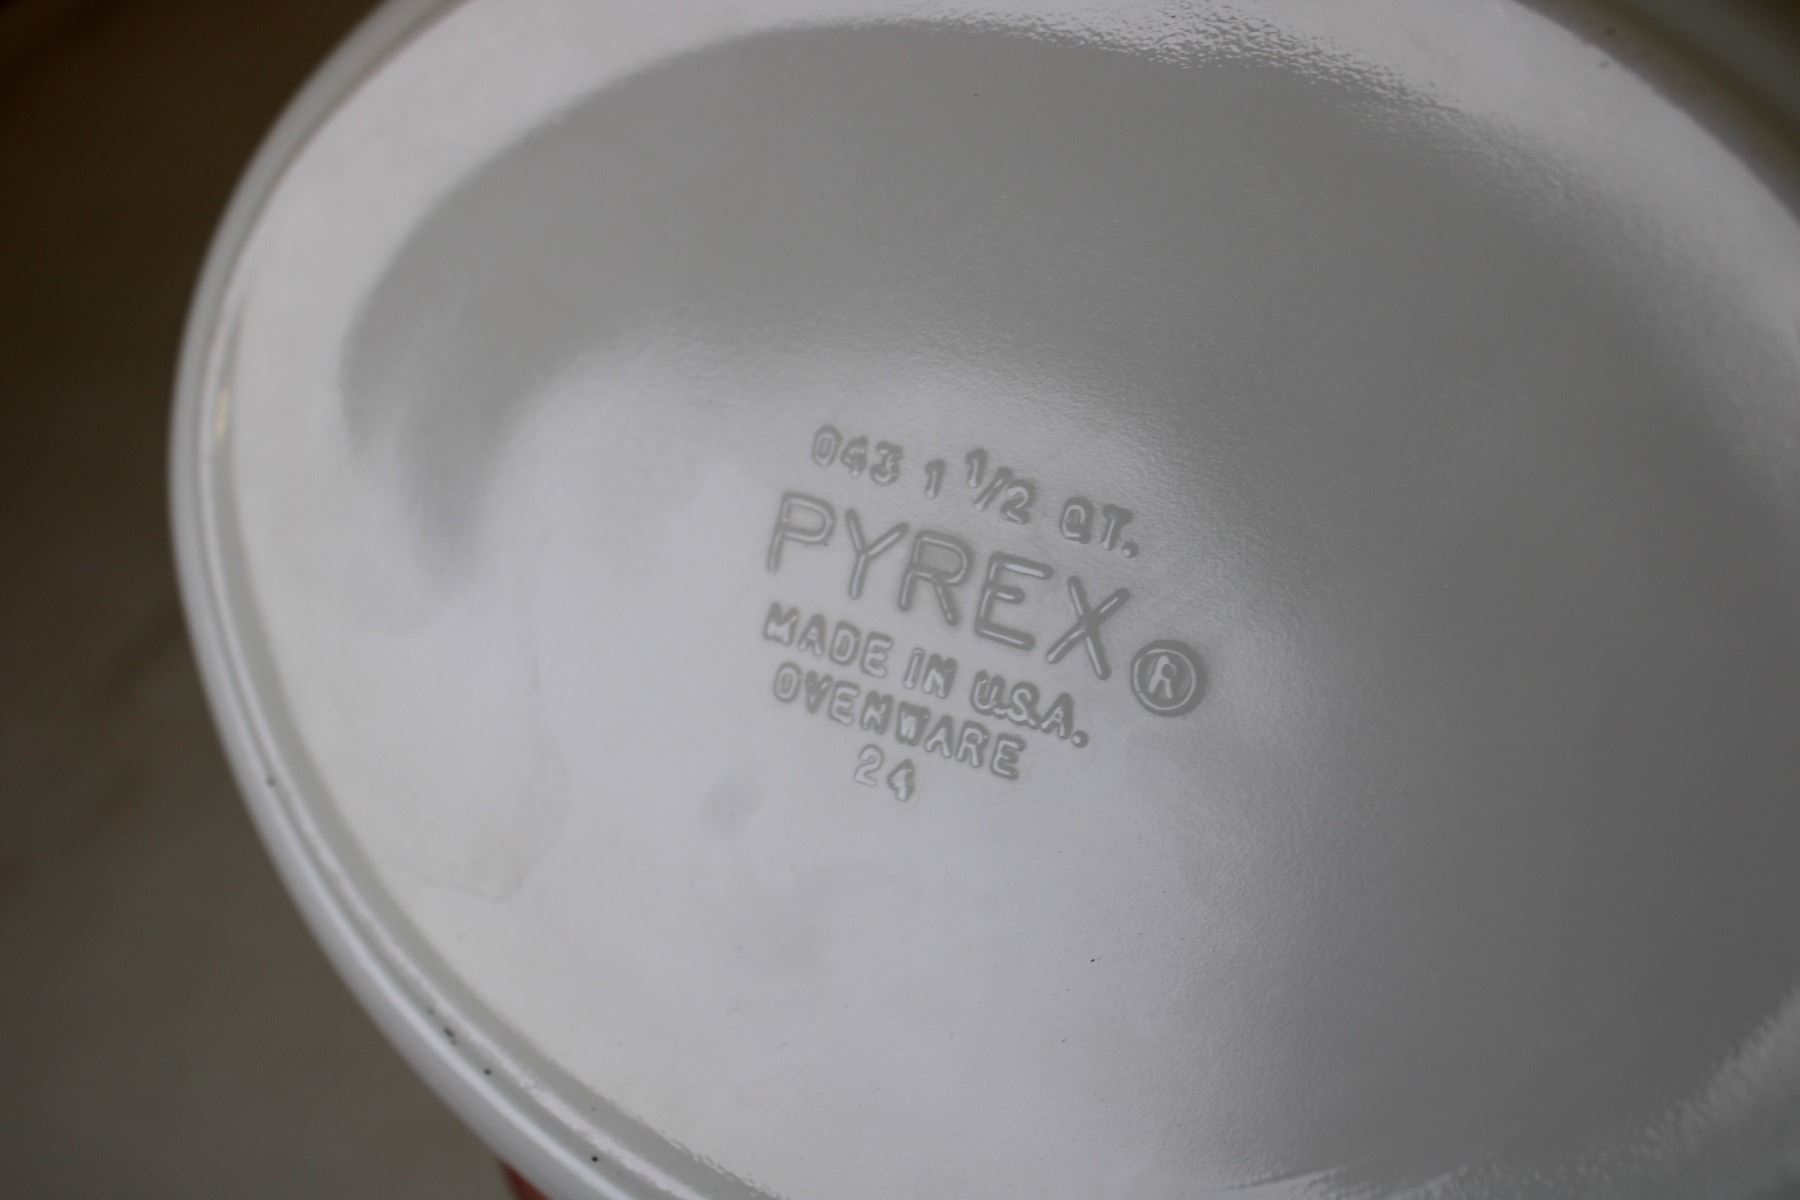 043 1 1/2 QT.
PYREX®
MADE IN U.S.A.
OVENWARE
24